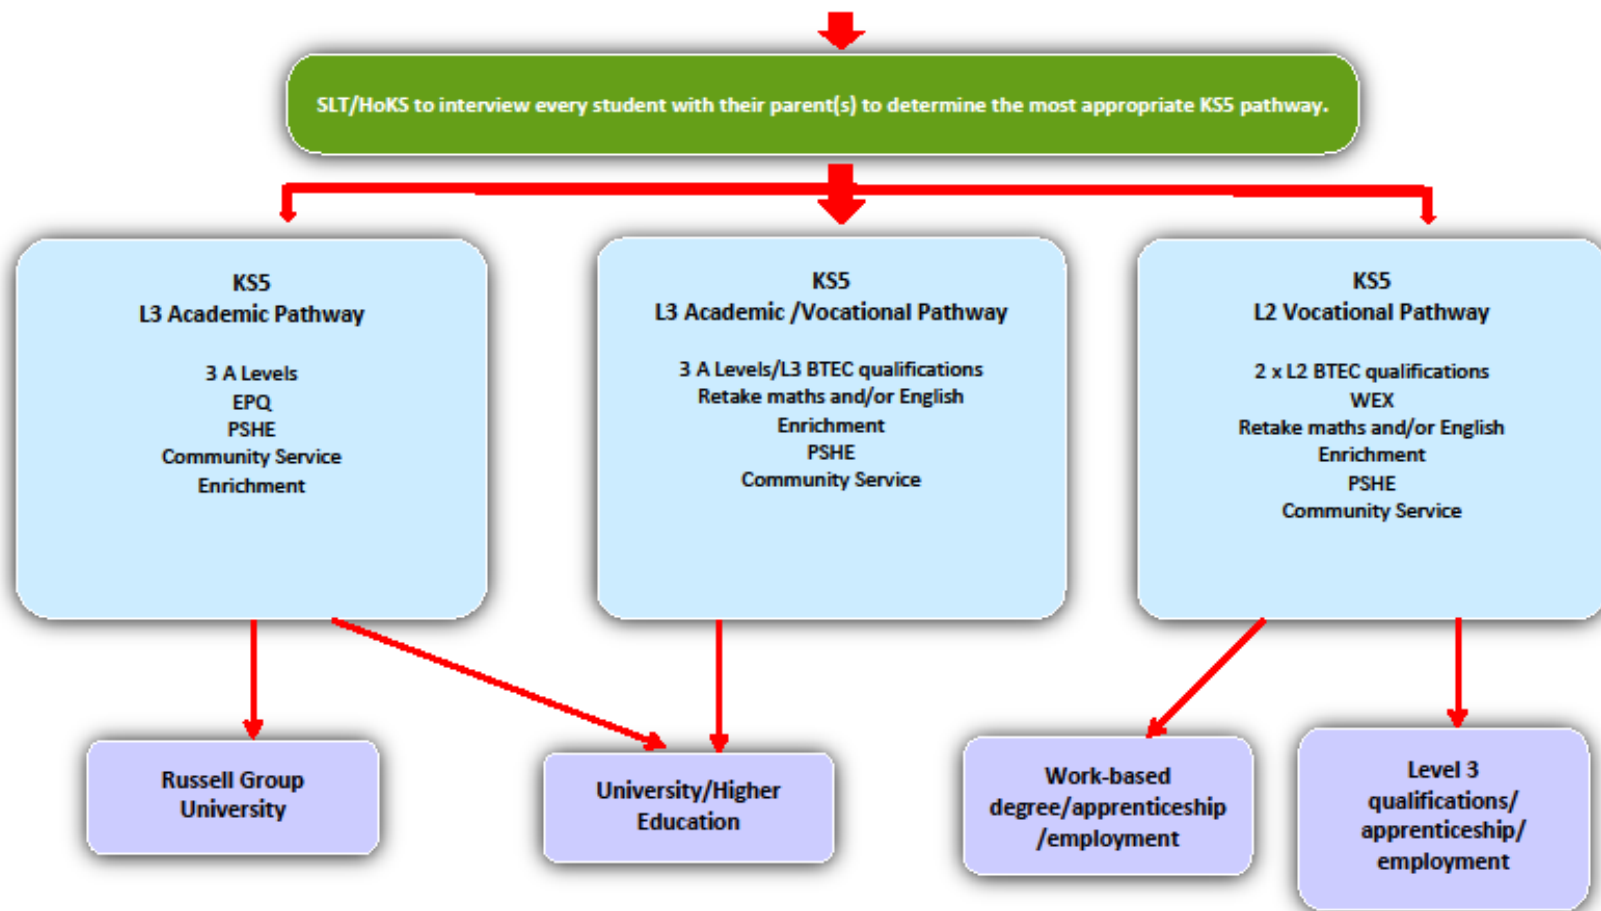 SLT/HoKS to interview every student with their parent(s) to determine the most appropriate KS5 pathway.
KS5
L3 Academic Pathway
3 A Levels
EPQ
PSHE
Community Service
Enrichment
KS5
L3 Academic /Vocational Pathway
3 A Levels/L3 BTEC qualifications
Retake maths and/or English
Enrichment
PSHE
Community Service
KS5
L2 Vocational Pathway
2 x L2 BTEC qualifications
WEX
Retake maths and/or English
Enrichment
PSHE
Community Service
Russell Group
University
University/Higher
Education
Work-based
degree/apprenticeship
/employment
Level 3
qualifications/
apprenticeship/
employment